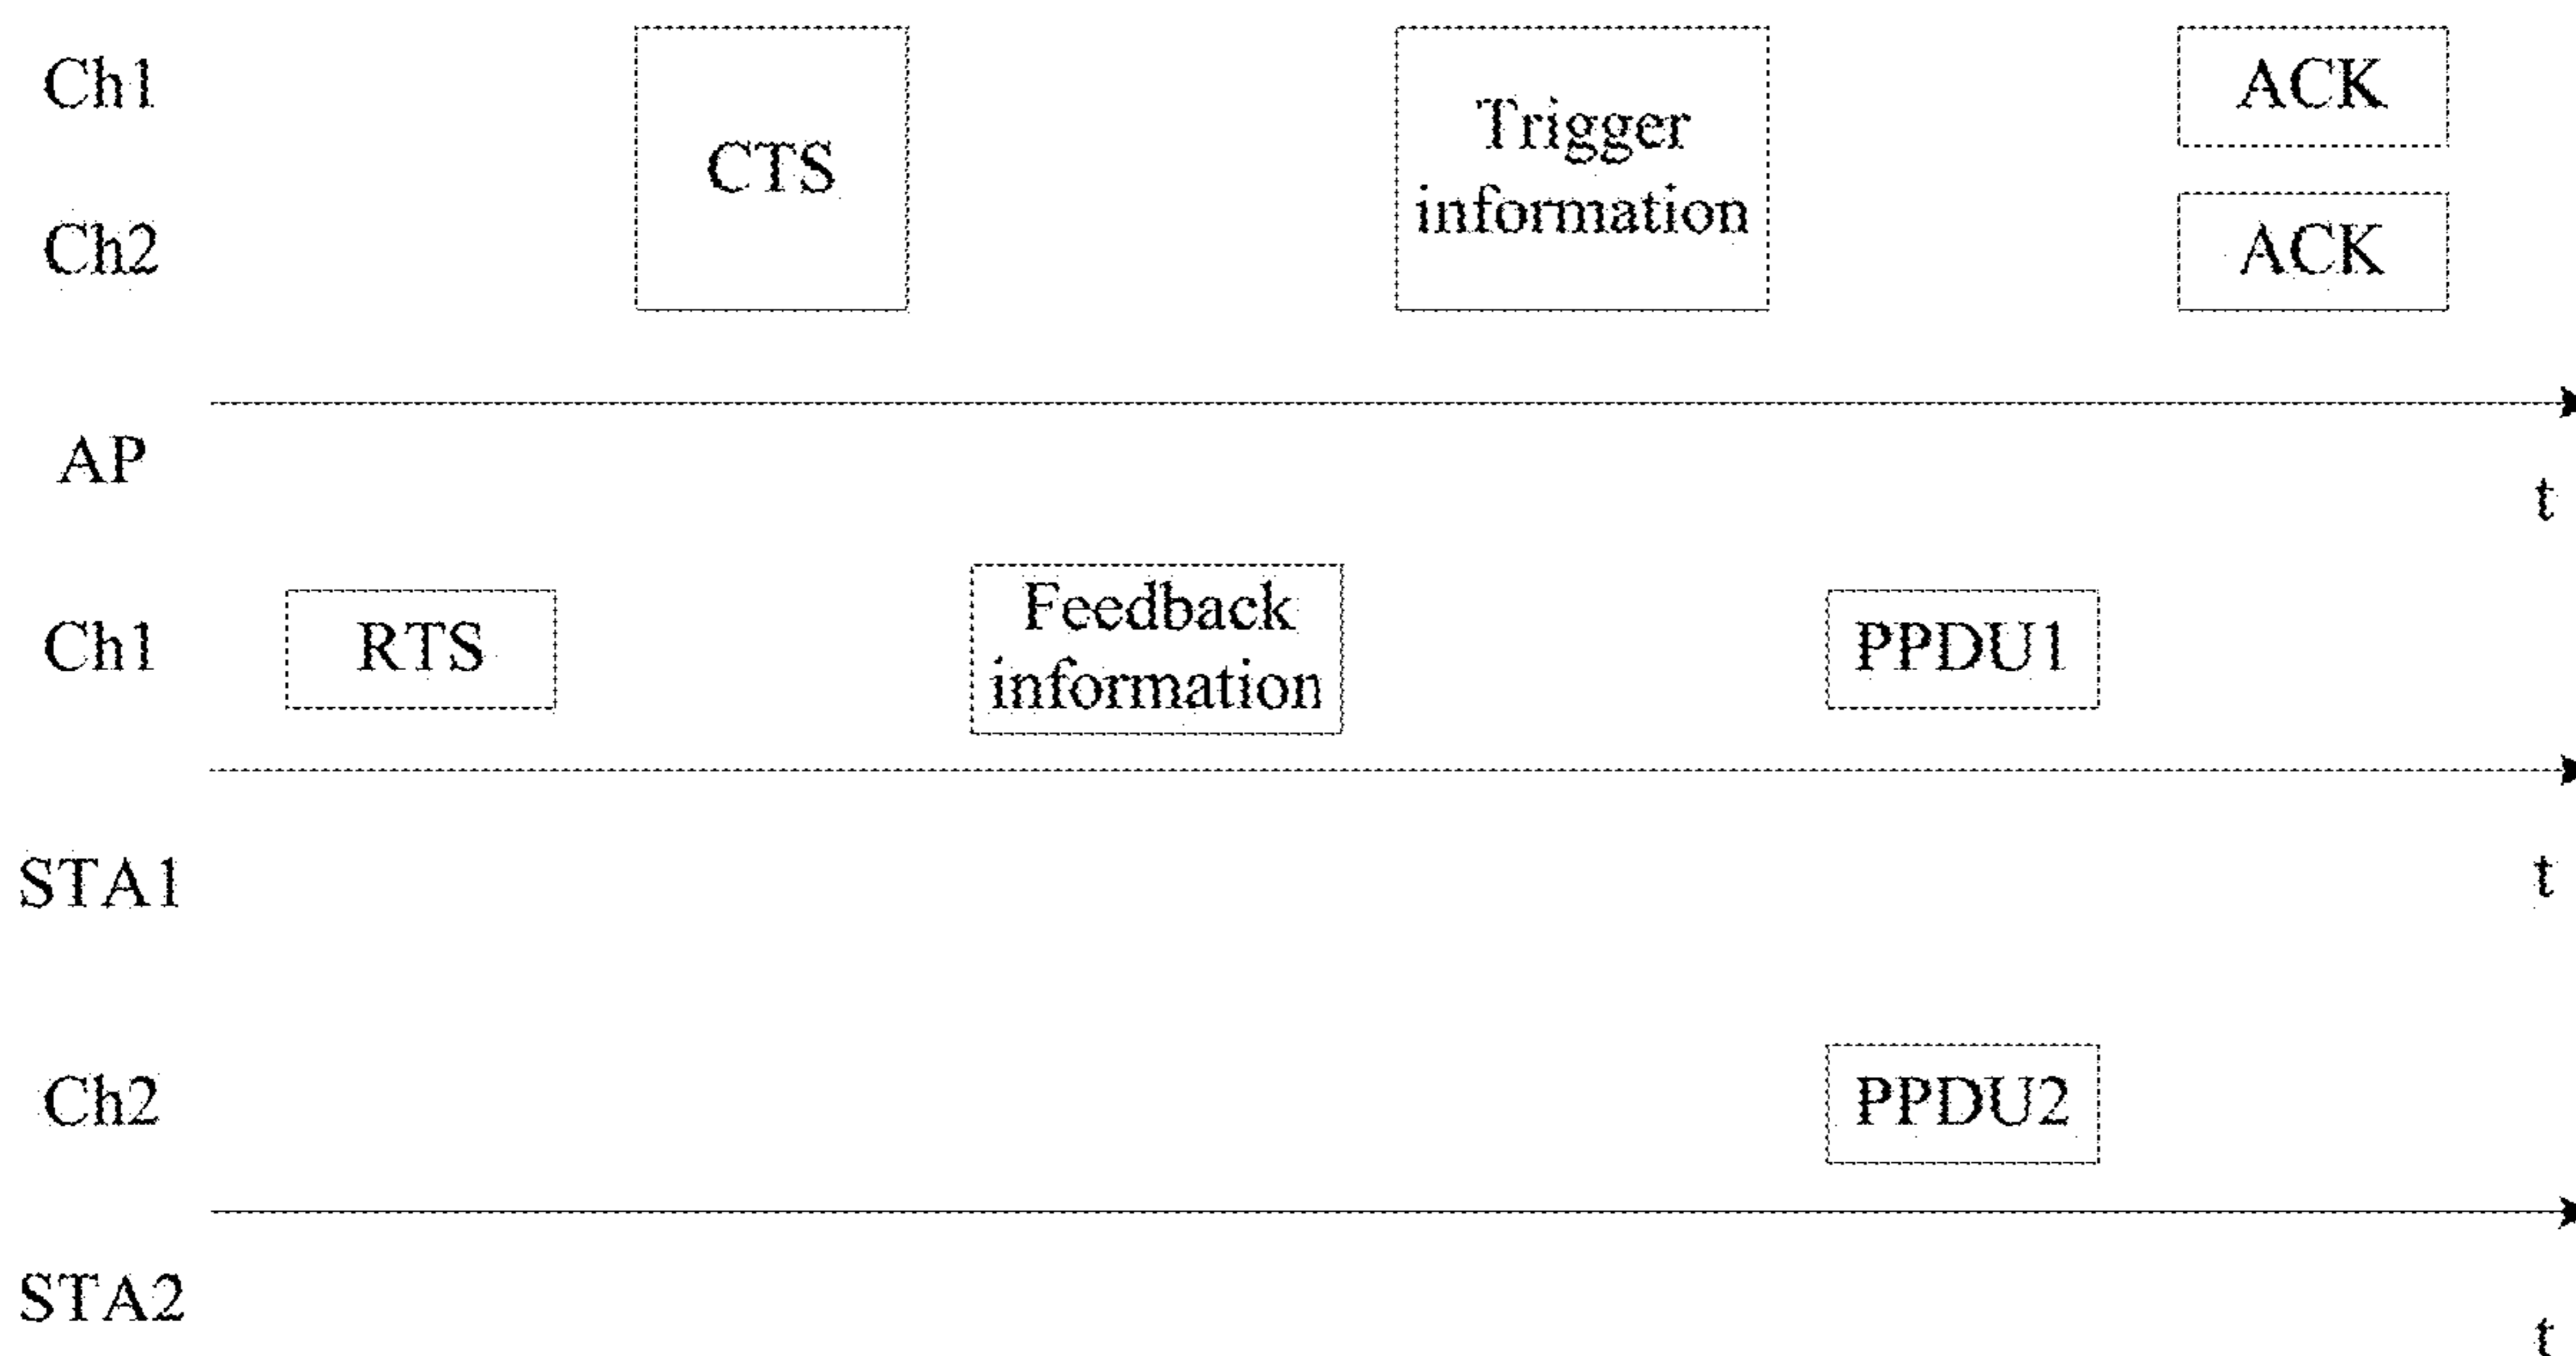 Ch1
CTS
Trigger
information
ACK
Ch2
ACK
AP
t
Ch1
RTS
Feedback
information
PPDU1
STA1
t
Ch2
PPDU2
STA2
t